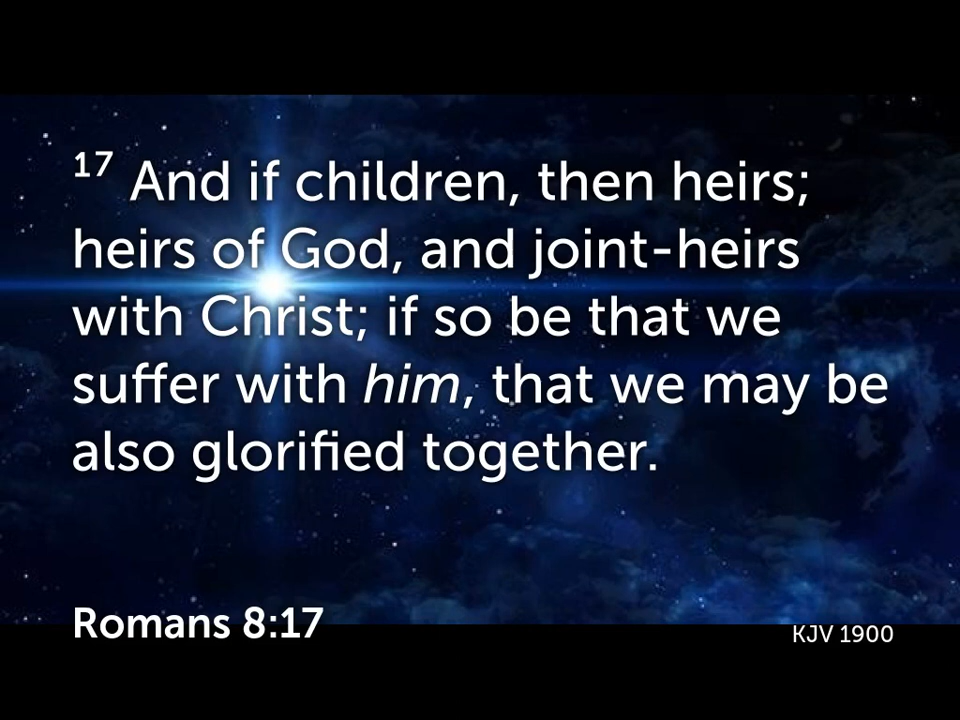 17 And if children, then heirs;
heirs of God, and joint-heirs
with Christ; if so be that we
suffer with him, that we may be
also glorified together.
Romans 8:17
KJV 1900